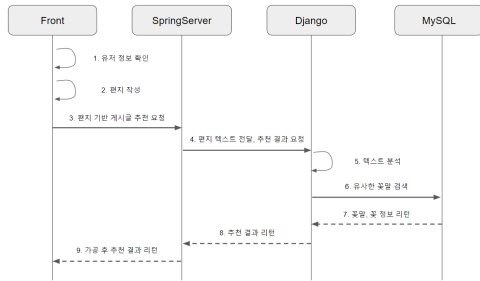 Front
SpringServer
Django
MySQL
1. 유저 정보 확인
2. 편지 작성
3. 편지 기반 게시글 추천 요청
4. 편지 텍스트 전달, 추천 결과 요청
5. 텍스트 분석
6. 유사한 꽃말 검색
7. 꽃말, 꽃 정보 리턴
8. 추천 결과 리턴
9. 가공 후 추천 결과 리턴